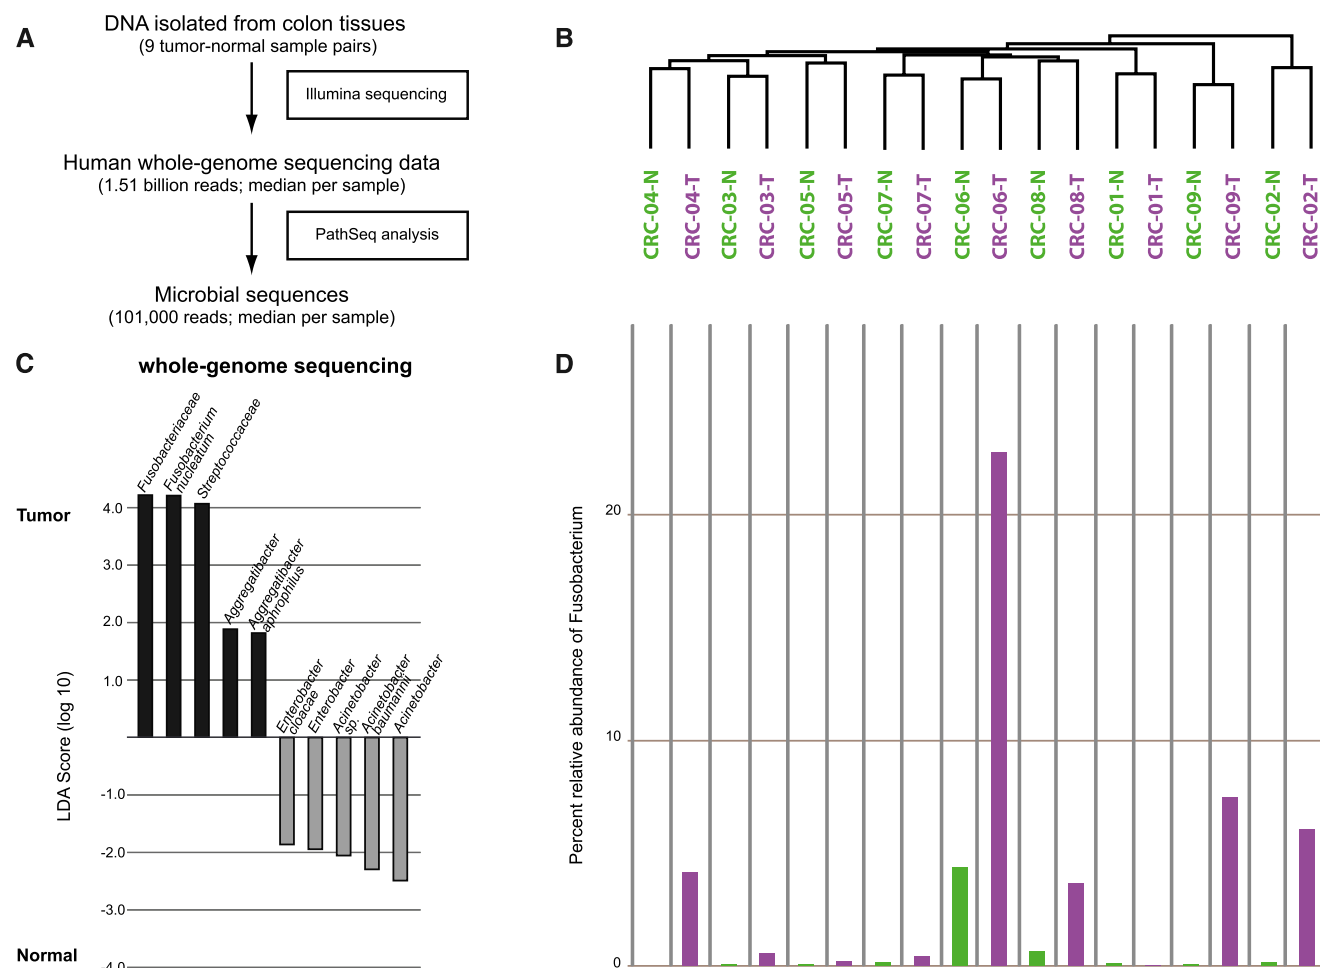 A
DNA isolated from colon tissues
(9 tumor-normal sample pairs)
Illumina sequencing
Human whole-genome sequencing data
(1.51 billion reads; median per sample)
PathSeq analysis
Microbial sequences
(101,000 reads; median per sample)
B
CRC-04-N
CRC-04-T
CRC-03-N
CRC-03-T
CRC-05-N
CRC-05-T
CRC-07-N
CRC-07-T
CRC-06-N
CRC-06-T
CRC-08-N
CRC-08-T
CRC-01-N
CRC-01-T
CRC-09-N
CRC-09-T
CRC-02-N
CRC-02-T
C
whole-genome sequencing
Fusobacteriaceae
Fusobacterium
nucleatum
Streptococcaceae
Aggregatibacter
Aggregatibacter
aphrophilus
Enterobacter
cloacae
Enterobacter
Acinetobacter
sp.
Acinetobacter
baumannii
Acinetobacter
Tumor
4.0
3.0
2.0
1.0
-1.0
-2.0
-3.0
-4.0
LDA Score (log 10)
Normal
D
Percent relative abundance of Fusobacterium
20
10
0